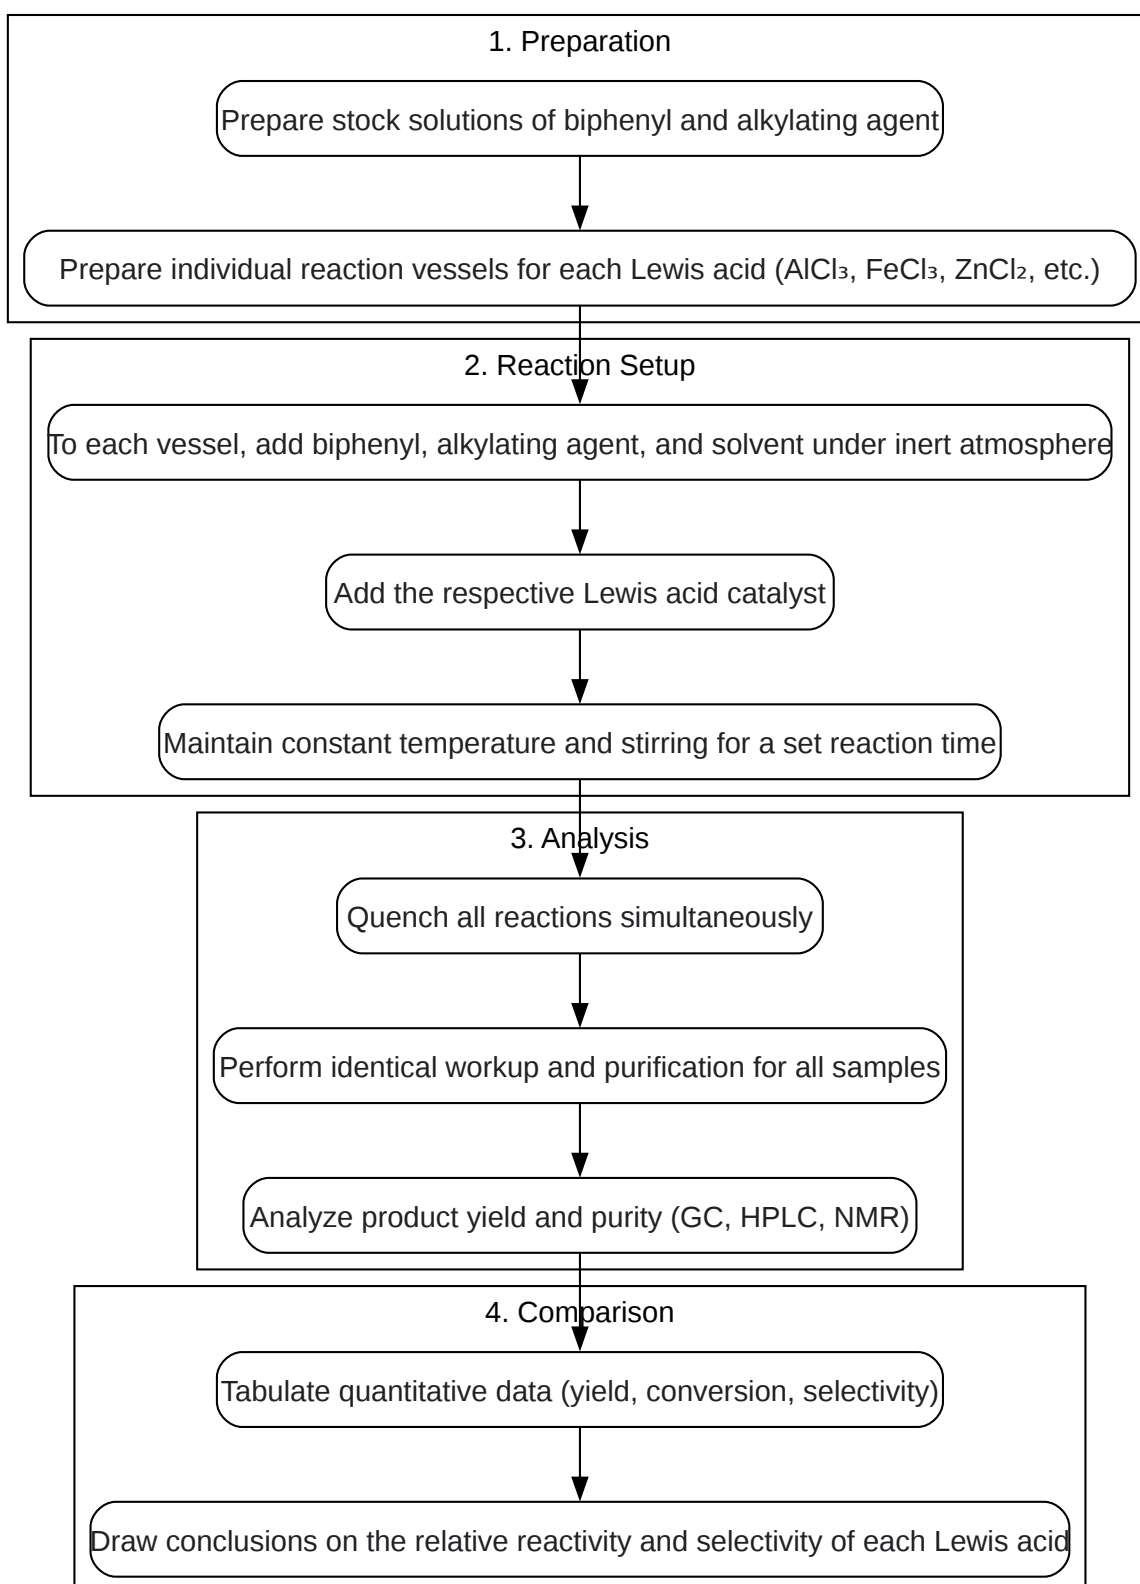 1. Preparation
Prepare stock solutions of biphenyl and alkylating agent
Prepare individual reaction vessels for each Lewis acid (AlCl₃, FeCl₃, ZnCl₂, etc.)
2. Reaction Setup
To each vessel, add biphenyl, alkylating agent, and solvent under inert atmosphere
Add the respective Lewis acid catalyst
Maintain constant temperature and stirring for a set reaction time
3. Analysis
Quench all reactions simultaneously
Perform identical workup and purification for all samples
Analyze product yield and purity (GC, HPLC, NMR)
4. Comparison
Tabulate quantitative data (yield, conversion, selectivity)
Draw conclusions on the relative reactivity and selectivity of each Lewis acid